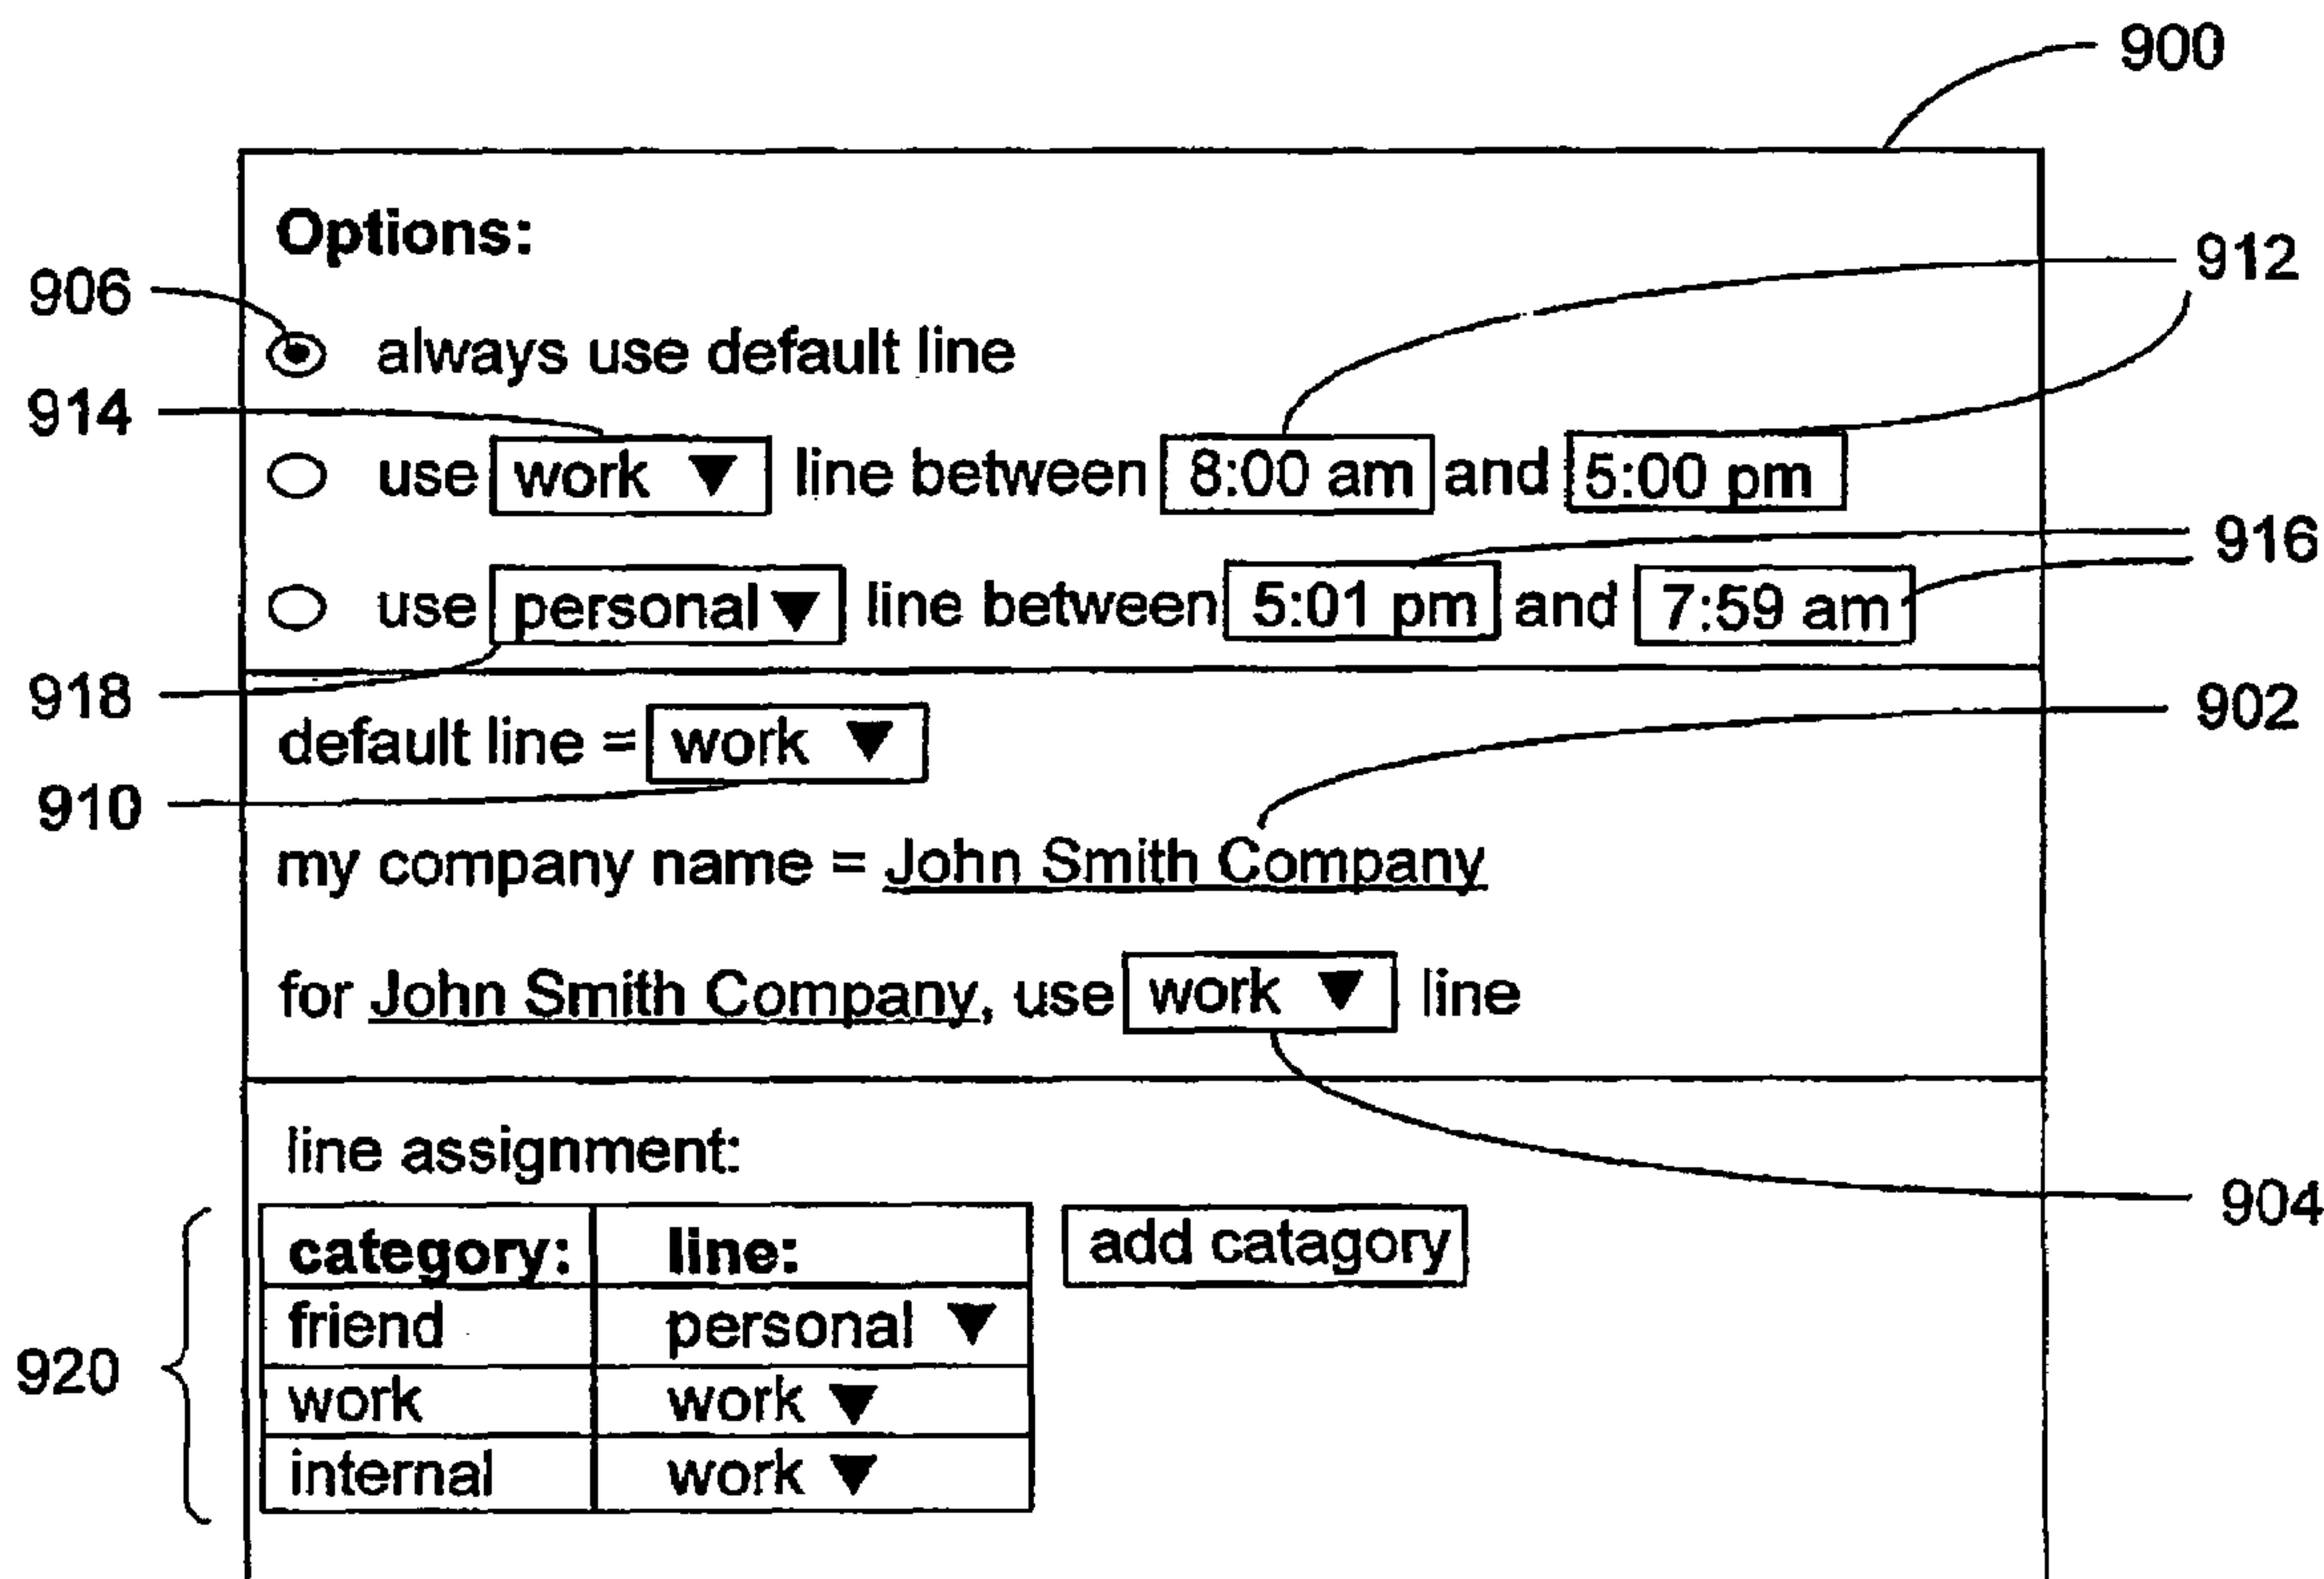 900
Options:
912
906
always use default line
914
use work ▼ line between 8:00 am and 5:00 pm
916
use personal ▼ line between 5:01 pm and 7:59 am
918
902
default line = work ▼
910
my company name = John Smith Company
for John Smith Company, use work ▼ line
line assignment:
904
category: line: add catagory
friend personal ▼
920
work work ▼
internal work ▼